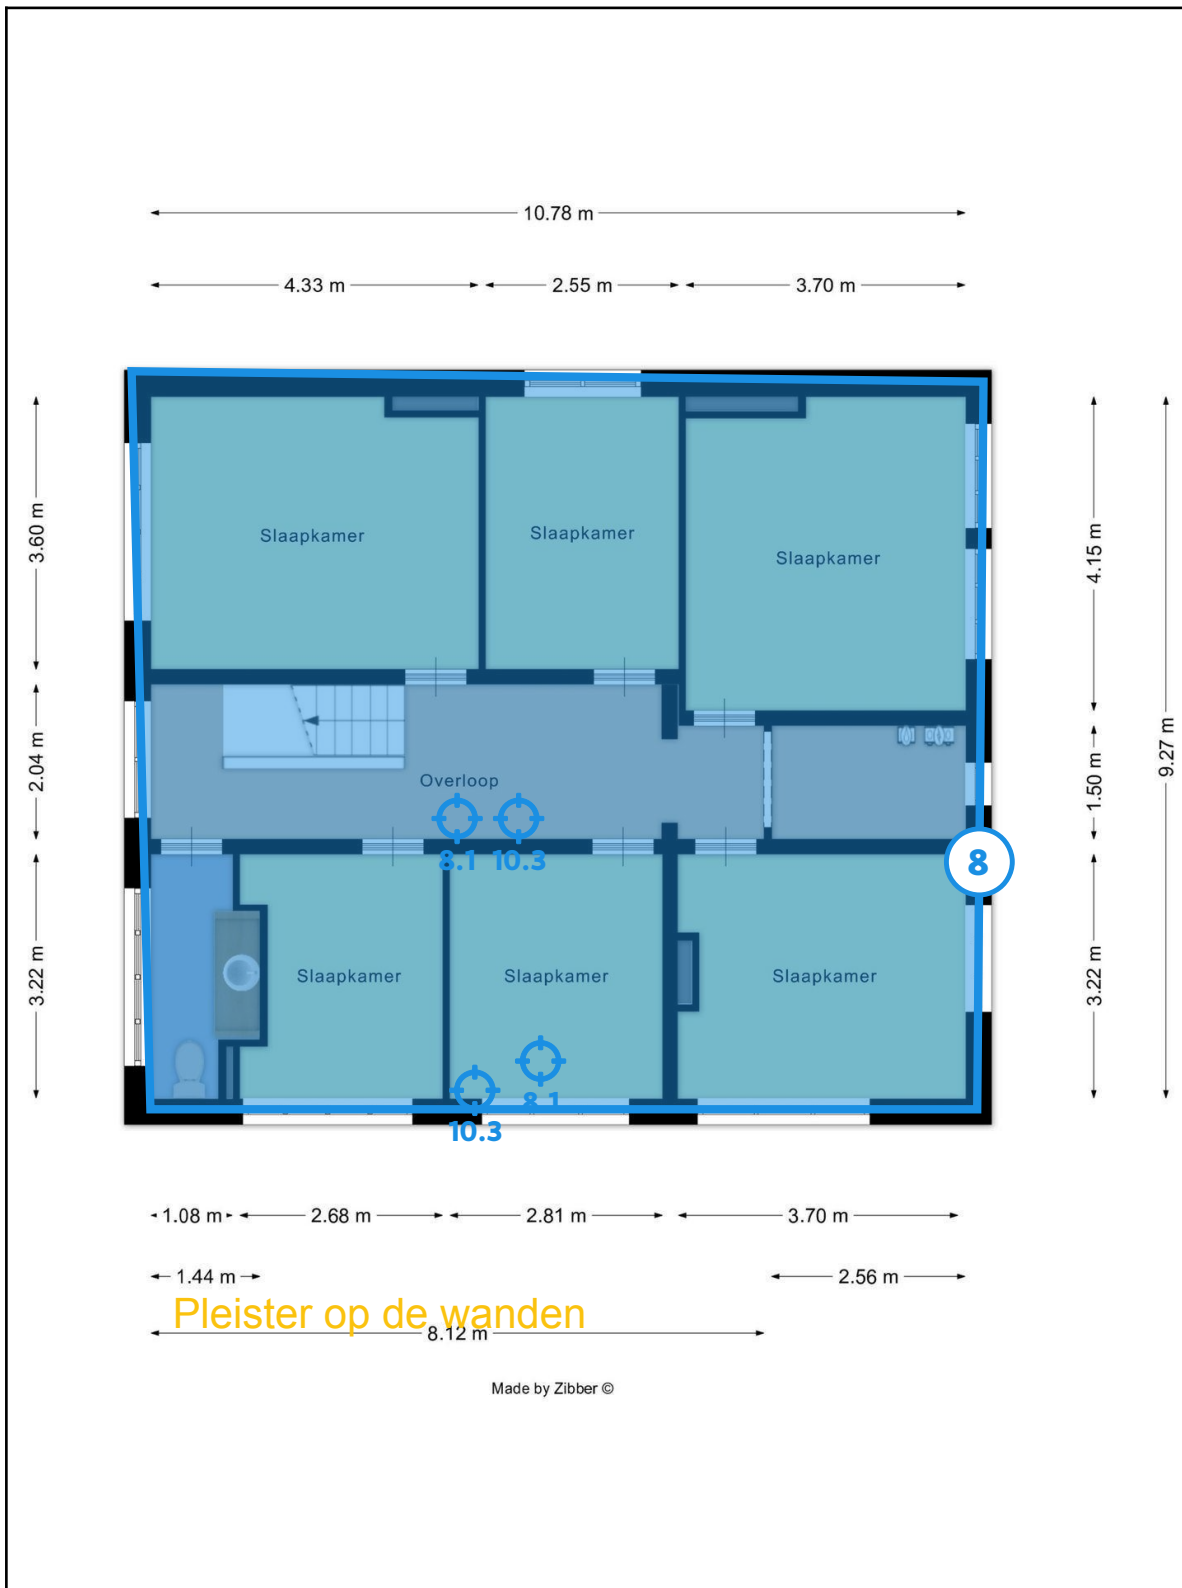 10.78 m
4.33 m
2.55 m
3.70 m
3.60 m
2.04 m
3.22 m
4.15 m
1.50 m
3.22 m
9.27 m
Slaapkamer
Slaapkamer
Slaapkamer
Overloop
8.1
10.3
8
Slaapkamer
Slaapkamer
Slaapkamer
8.1
10.3
1.08 m
2.68 m
2.81 m
3.70 m
1.44 m
2.56 m
Pleister op de wanden
8.12 m
Made by Zibber ©